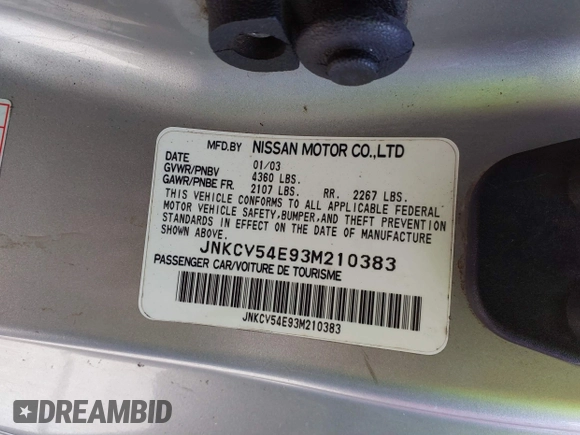 MFD.BY NISSAN MOTOR CO.,LTD
DATE 01/03
GVWR/PNBV 4360 LBS.
GAWR/PNBE FR. 2107 LBS. RR. 2267 LBS.
THIS VEHICLE CONFORMS TO ALL APPLICABLE FEDERAL
MOTOR VEHICLE SAFETY,BUMPER,AND THEFT PREVENTION
STANDARDS IN EFFECT ON THE DATE OF MANUFACTURE
SHOWN ABOVE.
JNKCV54E93M210383
PASSENGER CAR/VOITURE DE TOURISME
JNKCV54E93M210383
DREAMBID